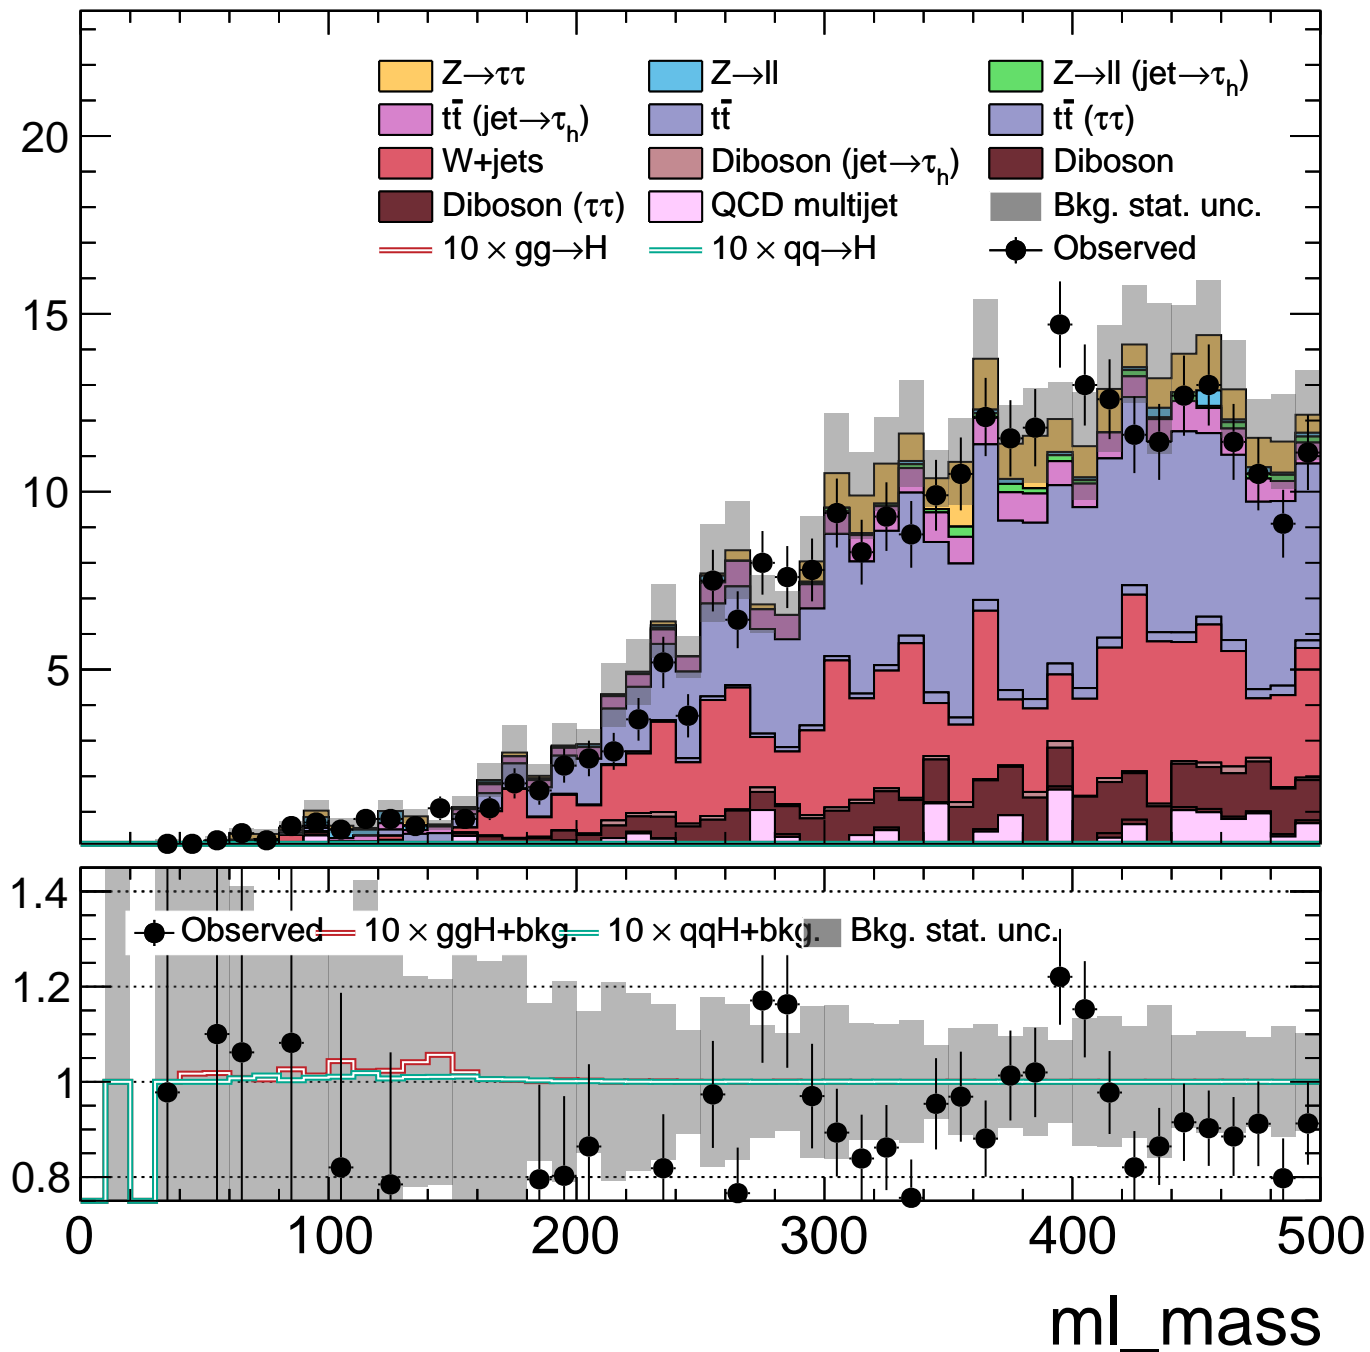 Z→ττ Z→ll Z→ll (jet→τh)
tt̄ (jet→τh) tt̄ tt̄ (ττ)
W+jets Diboson (jet→τh) Diboson
Diboson (ττ) QCD multijet Bkg. stat. unc.
10 × gg→H 10 × qq→H Observed
20
15
10
5
1.4
Observed 10 × ggH+bkg. 10 × qqH+bkg. Bkg. stat. unc.
1.2
1
0.8
0 100 200 300 400 500
ml_mass